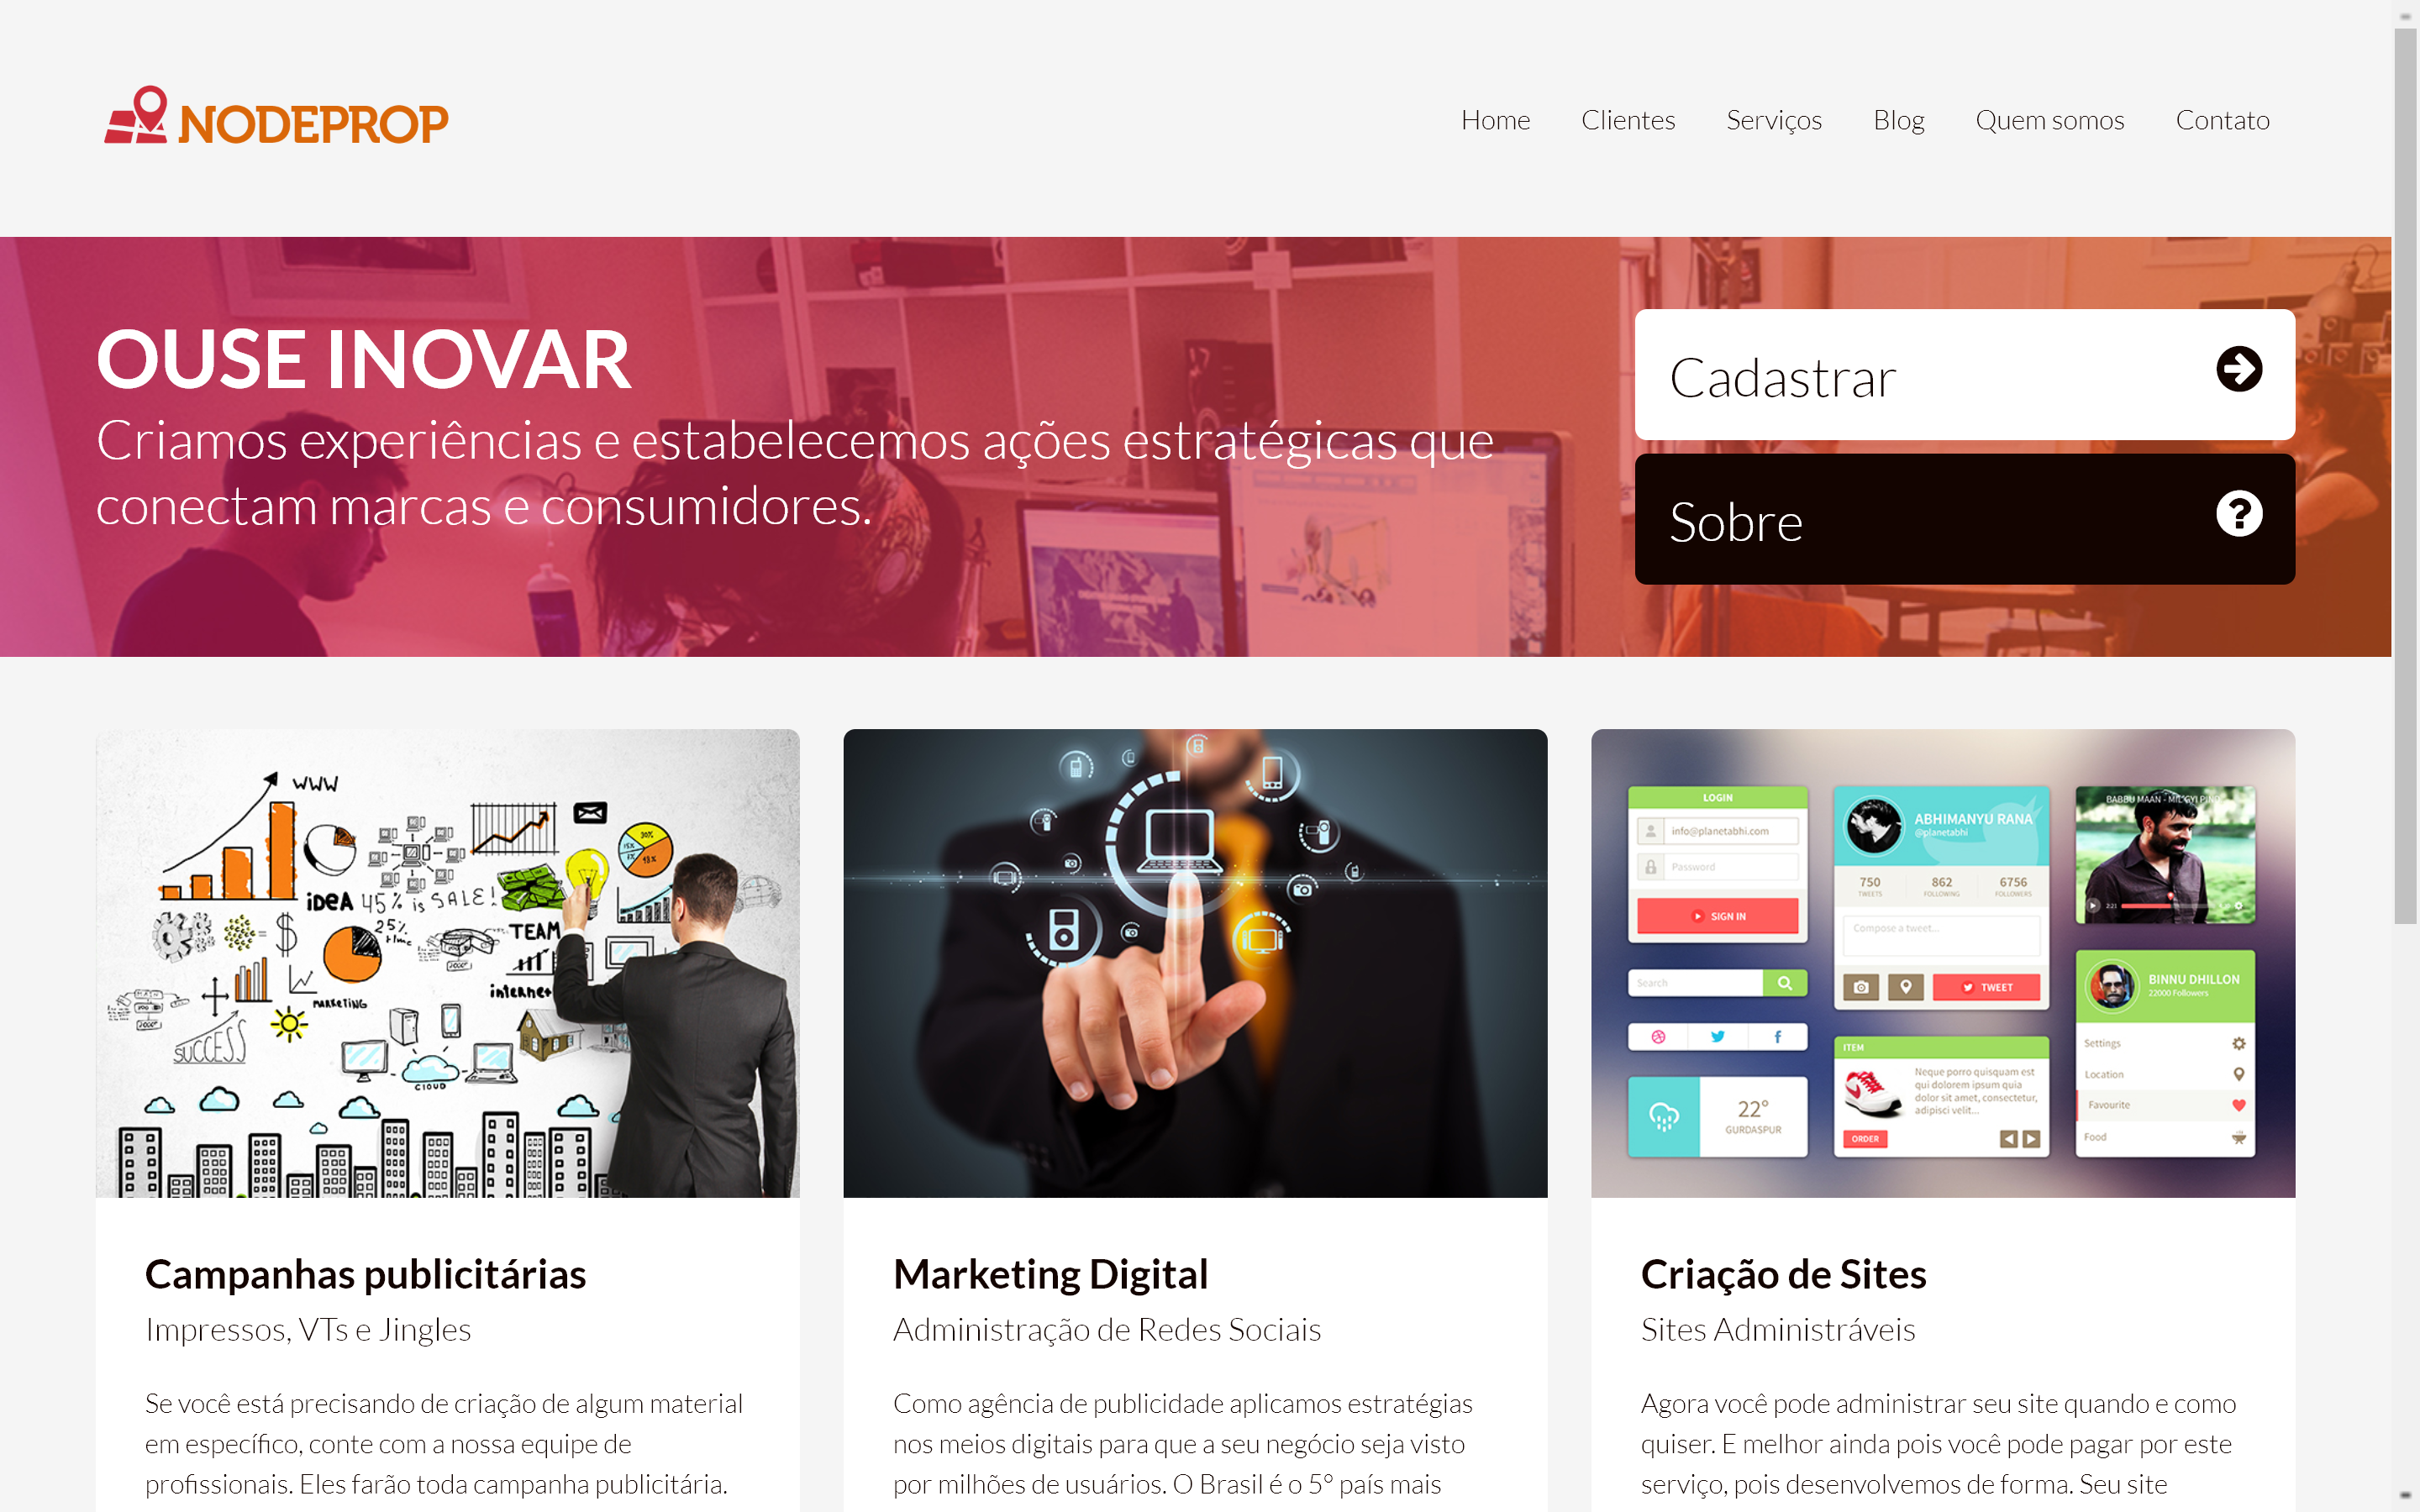 NODEPROP
Home Clientes Serviços Blog Quem somos Contato
OUSE INOVAR
Criamos experiências e estabelecemos ações estratégicas que
conectam marcas e consumidores.
Cadastrar
Sobre
WWW
IDEA 45% is SALE!
30%
15%
TEAM
25%
internet
MARKETING
SUCCESS
CLOUD
LOGIN
info@planetabhi.com
Password
SIGN IN
Search
22°
GURDASPUR
ABHIMANYU RANA
@planetabhi
750 862 6756
TWEETS FOLLOWING FOLLOWERS
Compose a tweet...
TWEET
ITEM
Neque porro quisquam est
qui dolorem ipsum quia
dolor sit amet, consectetur,
adipisci velit...
ORDER
BABBU MAAN - MIL GYI
2:21
BINNU DHILLON
22000 Followers
Settings
Location
Favourite
Food
Campanhas publicitárias
Impressos, VTs e Jingles
Se você está precisando de criação de algum material
em específico, conte com a nossa equipe de
profissionais. Eles farão toda campanha publicitária.
Marketing Digital
Administração de Redes Sociais
Como agência de publicidade aplicamos estratégias
nos meios digitais para que a seu negócio seja visto
por milhões de usuários. O Brasil é o 5° país mais
Criação de Sites
Sites Administráveis
Agora você pode administrar seu site quando e como
quiser. E melhor ainda pois você pode pagar por este
serviço, pois desenvolvemos de forma. Seu site